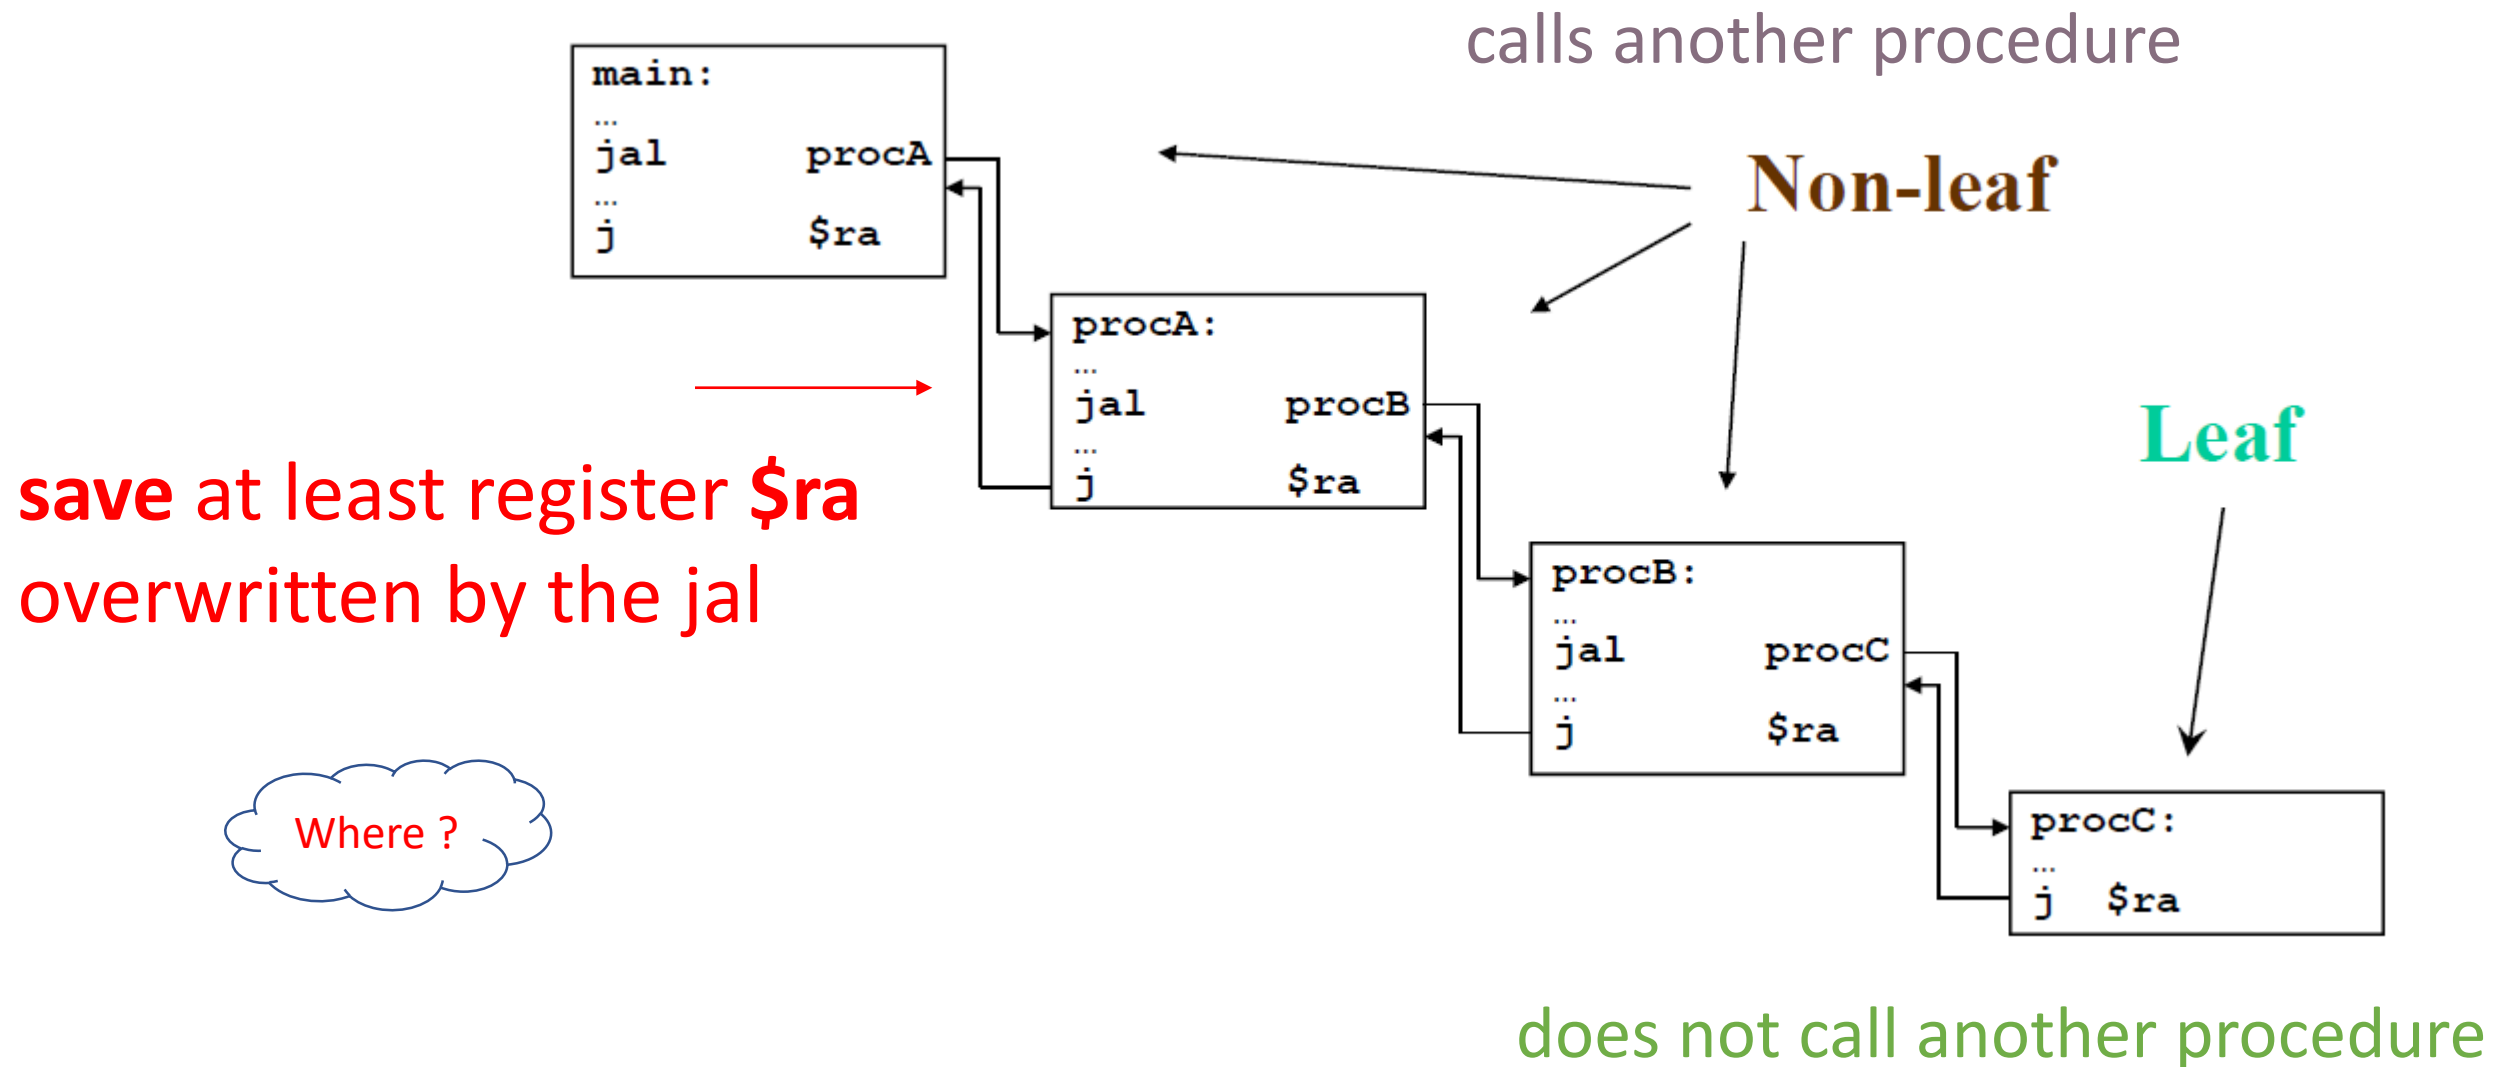 calls another procedure
main:
...
jal procA
...
j $ra
Non-leaf
procA:
...
jal procB
...
j $ra
Leaf
save at least register $ra
overwritten by the jal
procB:
...
jal procC
...
j $ra
Where ?
procC:
...
j $ra
does not call another procedure